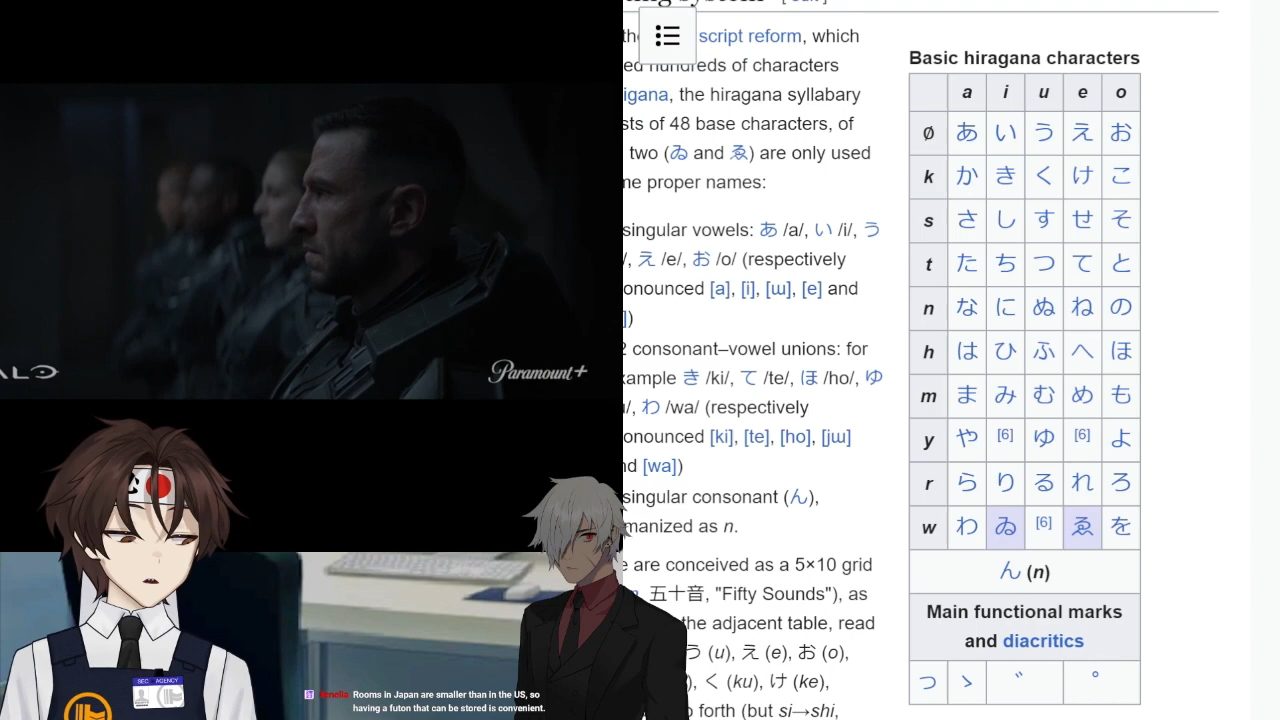 script reform, which
ed hundreds of characters
igana, the hiragana syllabary
sts of 48 base characters, of
two (ゐ and ゑ) are only used
me proper names:
singular vowels: あ /a/, い /i/, う
/, え /e/, お /o/ (respectively
onounced [a], [i], [ɯ], [e] and
])
consonant–vowel unions: for
xample き /ki/, て /te/, ほ /ho/, ゆ
/, わ /wa/ (respectively
onounced [ki], [te], [ho], [jɯ]
nd [wa])
singular consonant (ん),
manized as n.
e are conceived as a 5×10 grid
五十音, "Fifty Sounds"), as
the adjacent table, read
う (u), え (e), お (o),
), く (ku), け (ke),
o forth (but si→shi,
Basic hiragana characters
a i u e o
∅ あ い う え お
k か き く け こ
s さ し す せ そ
t た ち つ て と
n な に ぬ ね の
h は ひ ふ へ ほ
m ま み む め も
y や [6] ゆ [6] よ
r ら り る れ ろ
w わ ゐ [6] ゑ を
ん (n)
Main functional marks
and diacritics
っ ゝ ゛ ゜
ALO
Paramount+
SEC. AGENCY
Rooms in Japan are smaller than in the US, so
having a futon that can be stored is convenient.